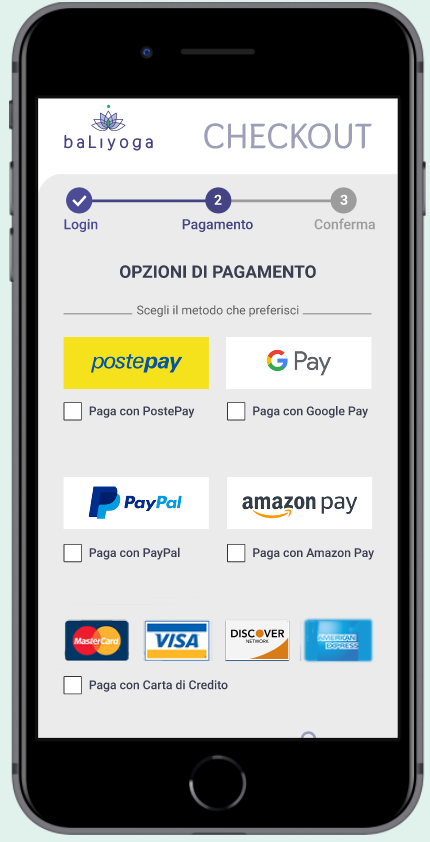 baLiyoga
CHECKOUT
2
3
Login
Pagamento
Conferma
OPZIONI DI PAGAMENTO
Scegli il metodo che preferisci
postepay
G Pay
Paga con PostePay
Paga con Google Pay
PayPal
amazon pay
Paga con PayPal
Paga con Amazon Pay
MasterCard
VISA
DISCOVER
NETWORK
AMERICAN
EXPRESS
Paga con Carta di Credito